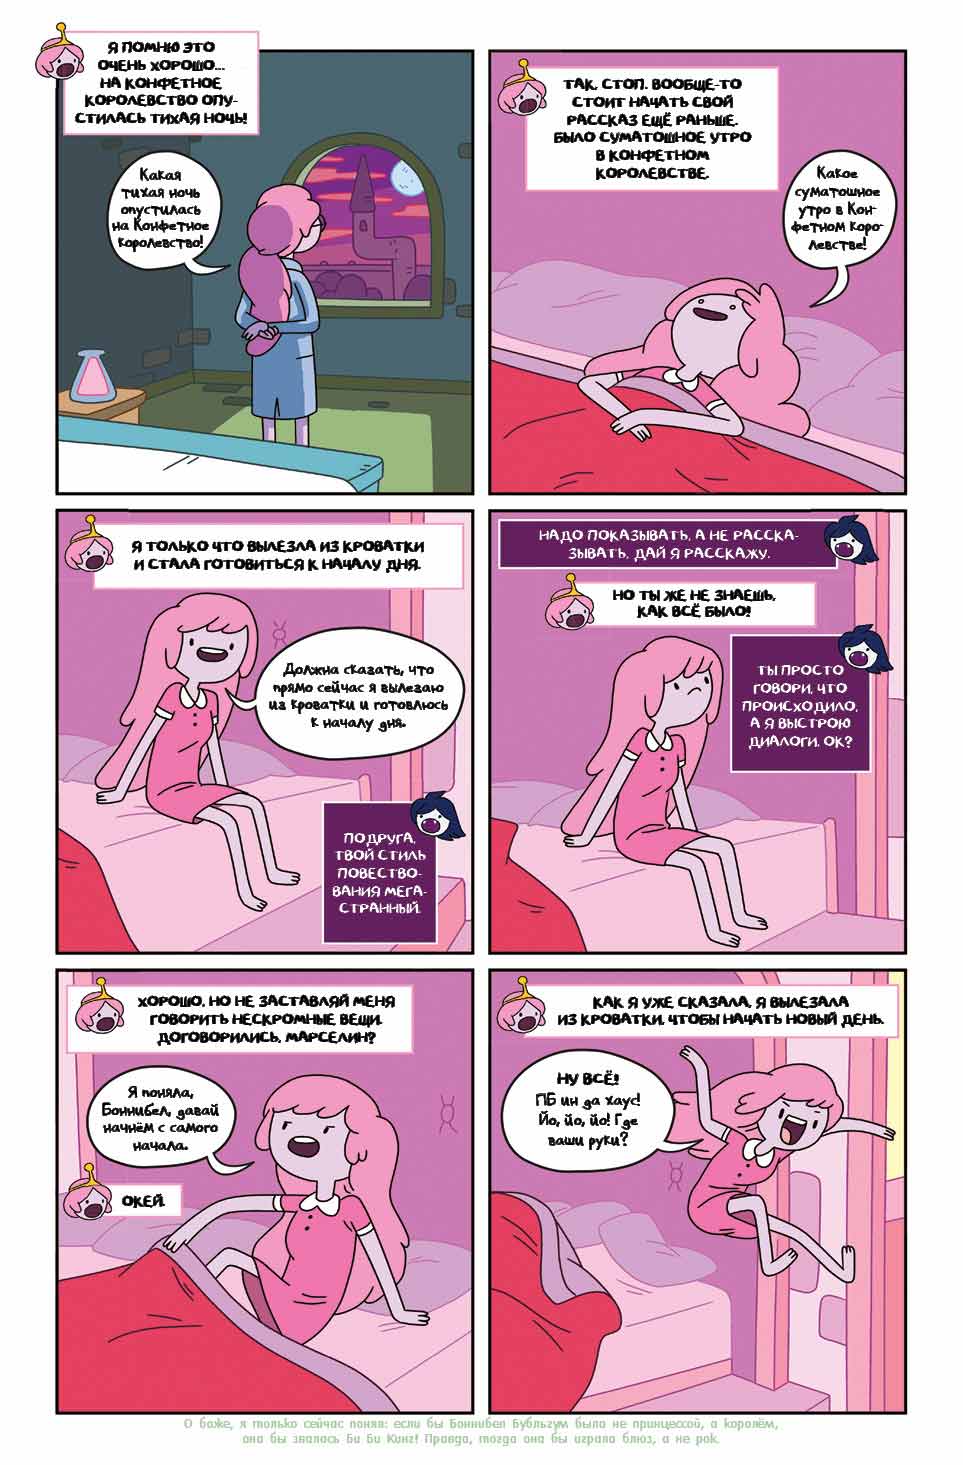 Я ПОМНЮ ЭТО
ОЧЕНЬ ХОРОШО...
НА КОНФЕТНОЕ
КОРОЛЕВСТВО ОПУ-
СТИЛАСЬ ТИХАЯ НОЧЬ!
Какая
тихая ночь
опустилась
на Конфетное
королевство!
ТАК, СТОП. ВООБЩЕ-ТО
СТОИТ НАЧАТЬ СВОЙ
РАССКАЗ ЕЩЁ РАНЬШЕ.
БЫЛО СУМАТОШНОЕ УТРО
В КОНФЕТНОМ
КОРОЛЕВСТВЕ.
Какое
суматошное
утро в Кон-
фетном коро-
левстве!
Я ТОЛЬКО ЧТО ВЫЛЕЗЛА ИЗ КРОВАТКИ
И СТАЛА ГОТОВИТЬСЯ К НАЧАЛУ ДНЯ.
Должна сказать, что
прямо сейчас я вылезаю
из кроватки и готовлюсь
к началу дня.
ПОДРУГА,
ТВОЙ СТИЛЬ
ПОВЕСТВО-
ВАНИЯ МЕГА-
СТРАННЫЙ.
НАДО ПОКАЗЫВАТЬ, А НЕ РАССКА-
ЗЫВАТЬ. ДАЙ Я РАССКАЖУ.
НО ТЫ ЖЕ НЕ ЗНАЕШЬ,
КАК ВСЁ БЫЛО!
ТЫ ПРОСТО
ГОВОРИ, ЧТО
ПРОИСХОДИЛО,
А Я ВЫСТРОЮ
ДИАЛОГИ. ОК?
ХОРОШО, НО НЕ ЗАСТАВЛЯЙ МЕНЯ
ГОВОРИТЬ НЕСКРОМНЫЕ ВЕЩИ.
ДОГОВОРИЛИСЬ, МАРСЕЛИН?
Я поняла,
Боннибел, давай
начнём с самого
начала.
ОКЕЙ.
КАК Я УЖЕ СКАЗАЛА, Я ВЫЛЕЗАЛА
ИЗ КРОВАТКИ, ЧТОБЫ НАЧАТЬ НОВЫЙ ДЕНЬ.
НУ ВСЁ!
ПБ ин да хаус!
Йо, йо, йо! Где
ваши руки?
О боже, я только сейчас понял: если бы Боннибел Бубльгум была не принцессой, а королём,
она бы звалась Би Би Кинг! Правда, тогда она бы играла блюз, а не рок.